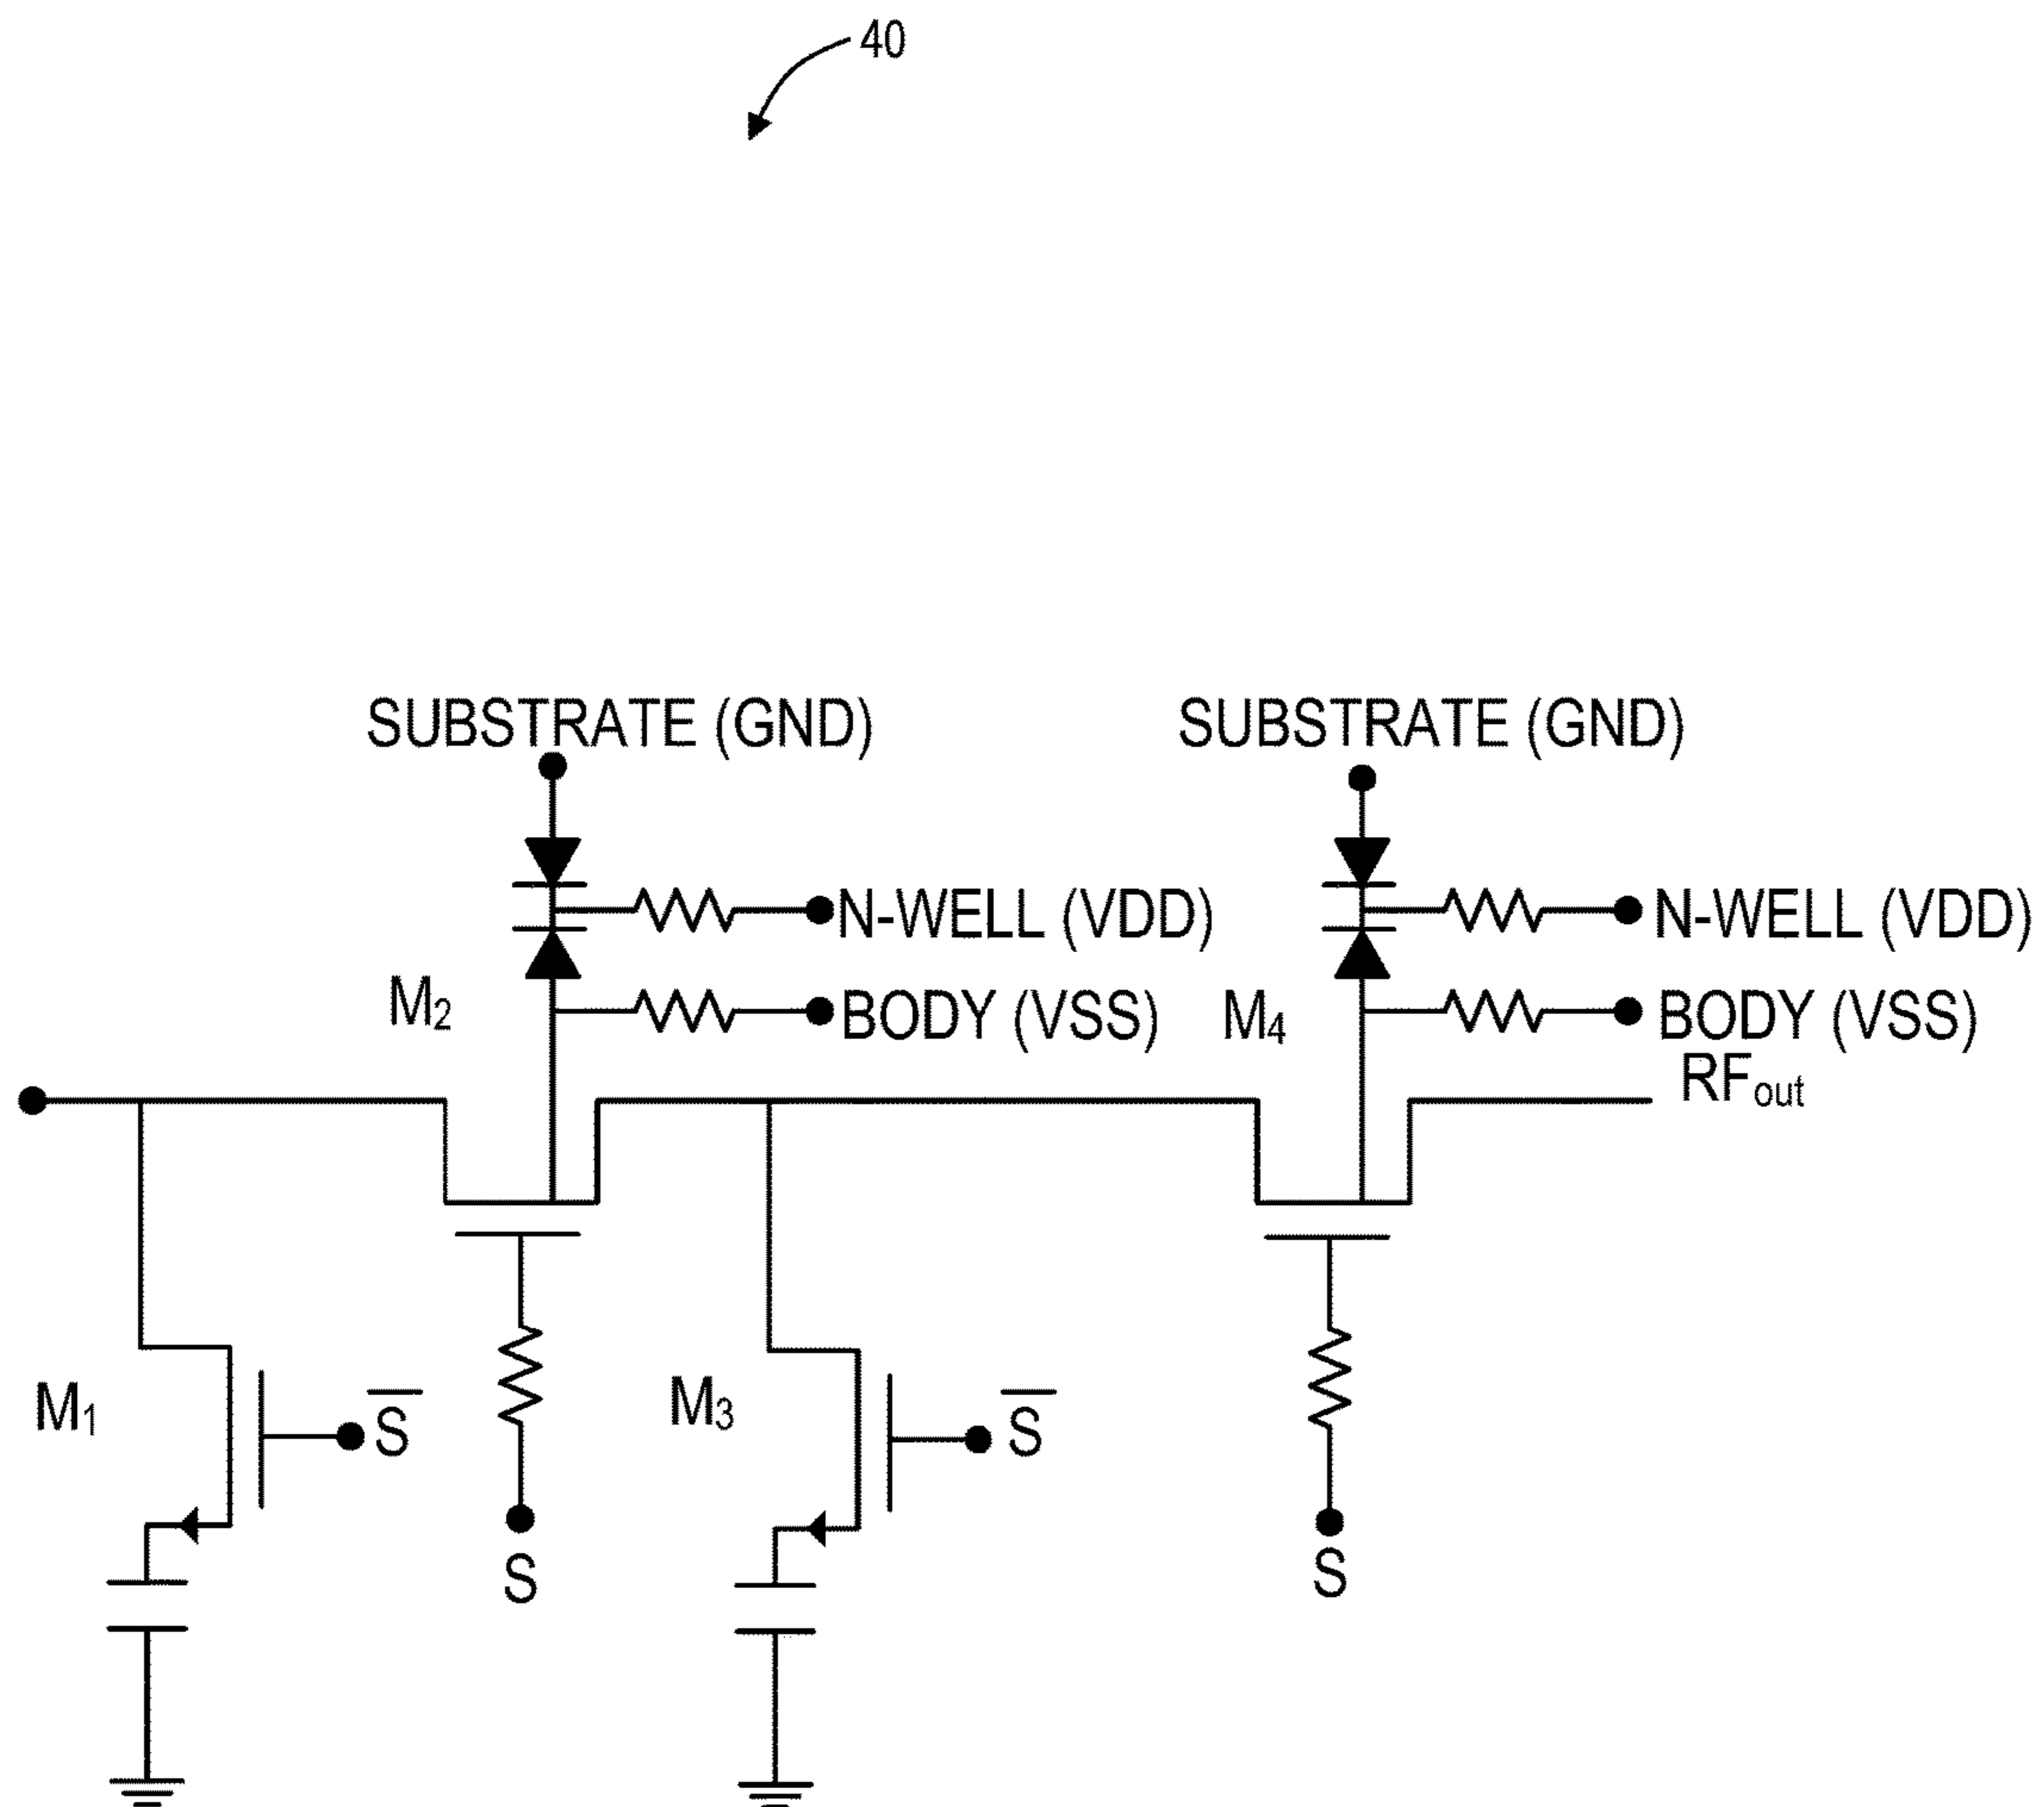 40
SUBSTRATE (GND) SUBSTRATE (GND)
N-WELL (VDD) N-WELL (VDD)
M2 BODY (VSS) M4 BODY (VSS)
RFout
M1 S̅ M3 S̅
S S